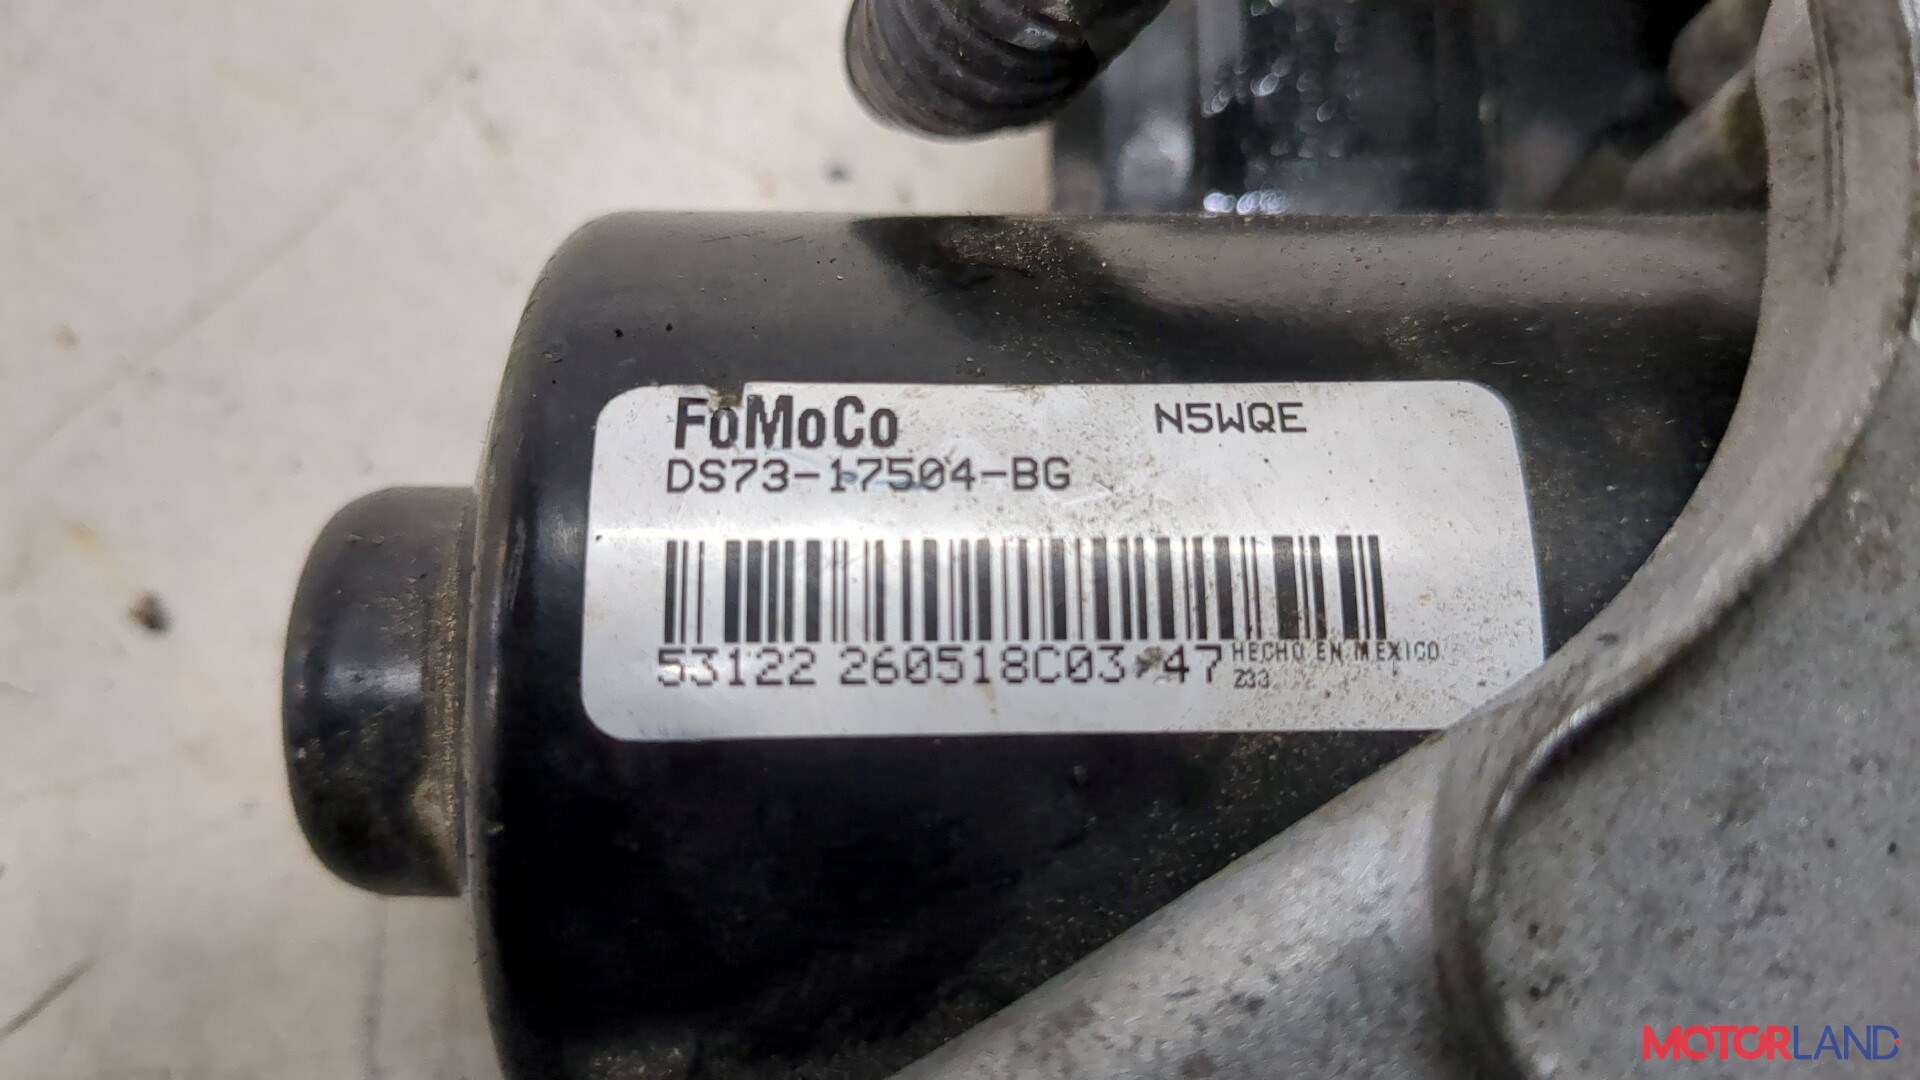 FoMoCo N5WQE
DS73-17504-BG
53122 260518C03 47 HECHO EN MEXICO
233
MOTORLAND